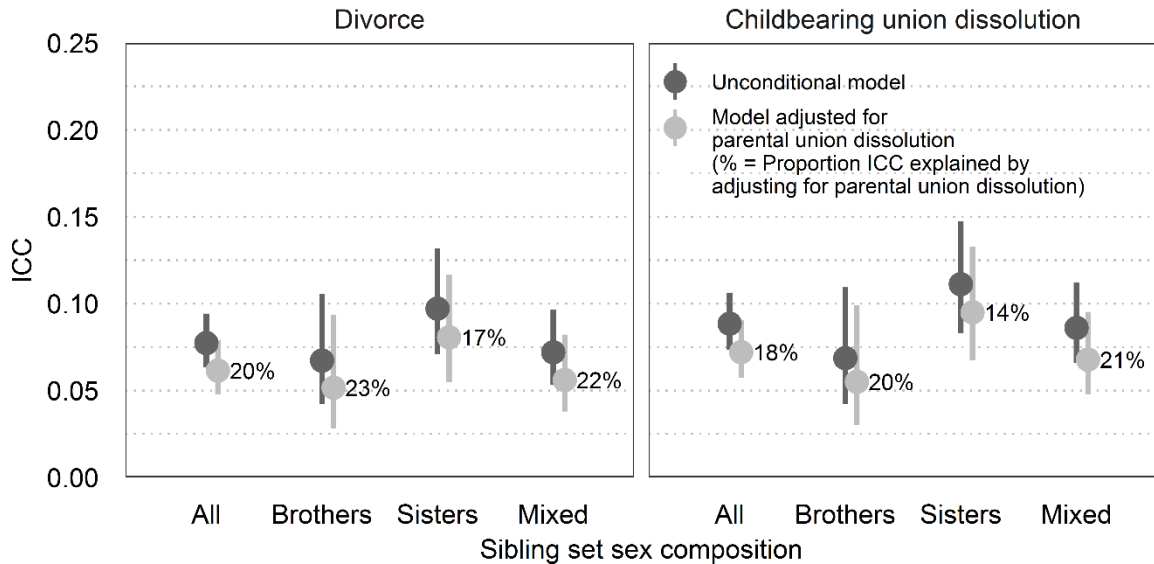 Divorce
Childbearing union dissolution
0.25
0.20
0.15
0.10
0.05
0.00
ICC
Unconditional model
Model adjusted for
parental union dissolution
(% = Proportion ICC explained by
adjusting for parental union dissolution)
20%
23%
17%
22%
18%
20%
14%
21%
All Brothers Sisters Mixed
All Brothers Sisters Mixed
Sibling set sex composition